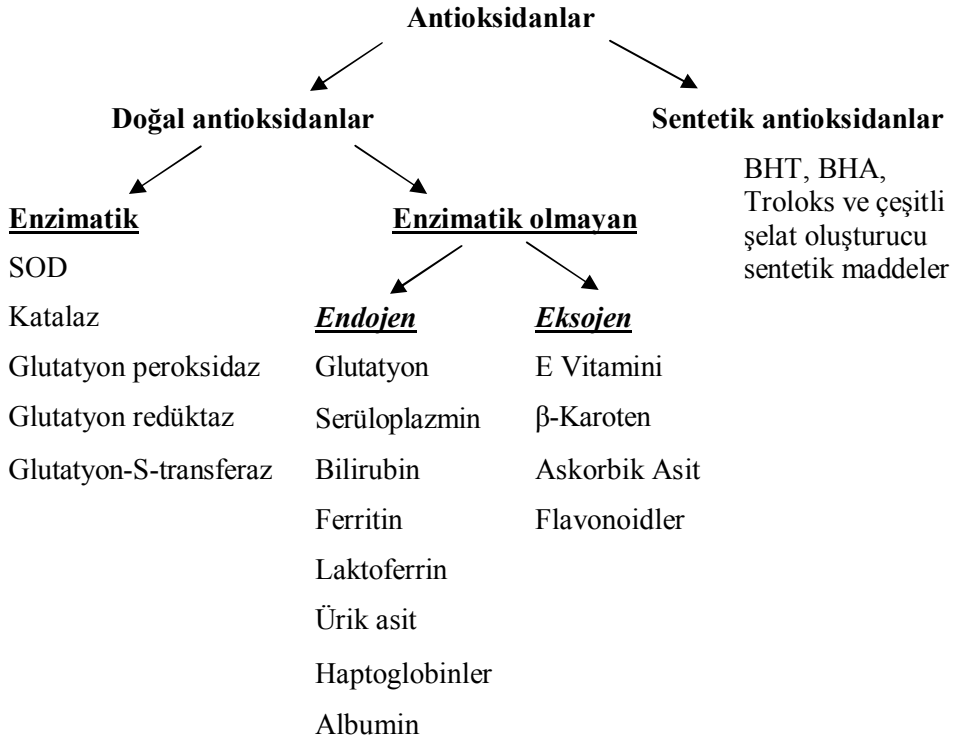 Antioksidanlar
Doğal antioksidanlar
Sentetik antioksidanlar
BHT, BHA,
Troloks ve çeşitli
şelat oluşturucu
sentetik maddeler
Enzimatik
SOD
Katalaz
Glutatyon peroksidaz
Glutatyon redüktaz
Glutatyon-S-transferaz
Enzimatik olmayan
Endojen
Glutatyon
Serüloplazmin
Bilirubin
Ferritin
Laktoferrin
Ürik asit
Haptoglobinler
Albumin
Eksojen
E Vitamini
β-Karoten
Askorbik Asit
Flavonoidler